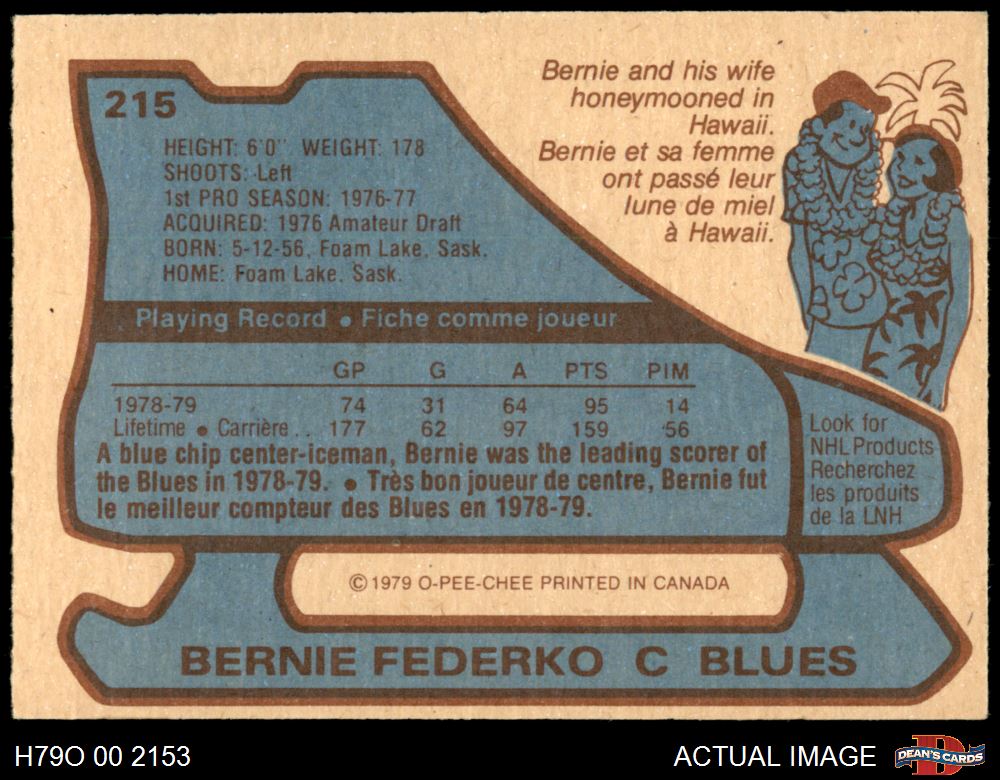 215
HEIGHT: 6'0" WEIGHT: 178
SHOOTS: Left
1st PRO SEASON: 1976-77
ACQUIRED: 1976 Amateur Draft
BORN: 5-12-56, Foam Lake, Sask.
HOME: Foam Lake, Sask.
Bernie and his wife
honeymooned in
Hawaii.
Bernie et sa femme
ont passé leur
lune de miel
à Hawaii.
Playing Record • Fiche comme joueur
GP G A PTS PIM
1978-79 74 31 64 95 14
Lifetime • Carrière . . 177 62 97 159 56
A blue chip center-iceman, Bernie was the leading scorer of
the Blues in 1978-79. • Très bon joueur de centre, Bernie fut
le meilleur compteur des Blues en 1978-79.
Look for
NHL Products
Recherchez
les produits
de la LNH
© 1979 O-PEE-CHEE PRINTED IN CANADA
BERNIE FEDERKO C BLUES
H79O 00 2153
ACTUAL IMAGE
DEAN'S CARDS